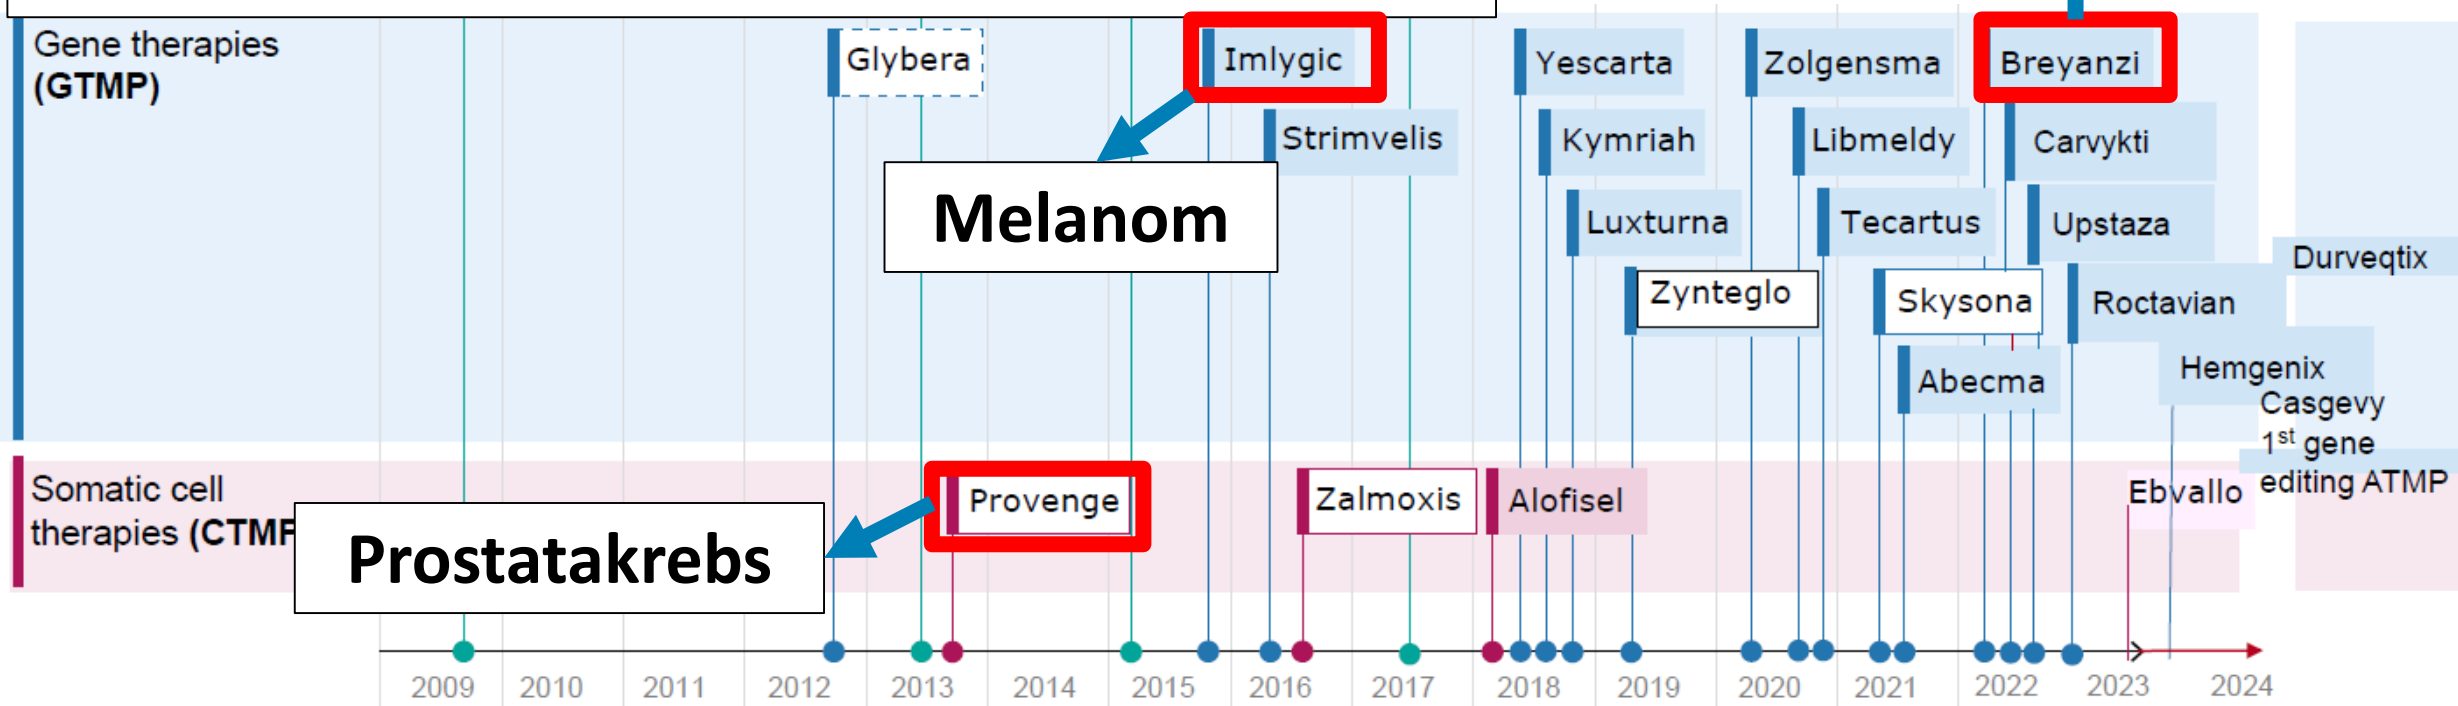 Gene therapies
(GTMP)
Glybera
Imlygic
Yescarta
Zolgensma
Breyanzi
Strimvelis
Kymriah
Libmeldy
Carvykti
Melanom
Luxturna
Tecartus
Upstaza
Durveqtix
Zynteglo
Skysona
Roctavian
Abecma
Hemgenix
Casgevy
1st gene
editing ATMP
Somatic cell
therapies (CTMP
Provenge
Zalmoxis
Alofisel
Ebvallo
Prostatakrebs
2009 2010 2011 2012 2013 2014 2015 2016 2017 2018 2019 2020 2021 2022 2023 2024